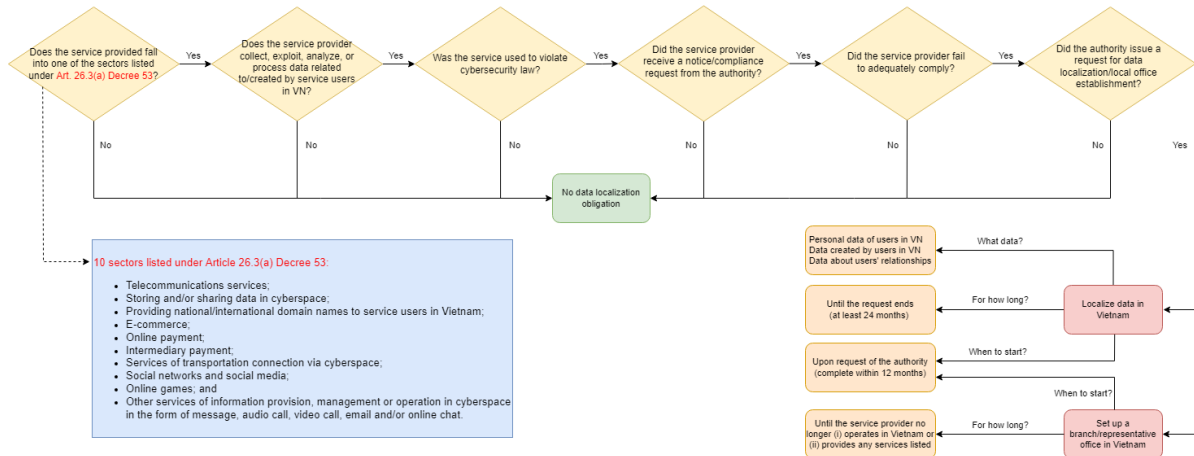 Does the service provided fall
into one of the sectors listed
under Art. 26.3(a) Decree 53?
Yes
Does the service provider
collect, exploit, analyze, or
process data related
to/created by service users
in VN?
Yes
Was the service used to violate
cybersecurity law?
Yes
Did the service provider
receive a notice/compliance
request from the authority?
Yes
Did the service provider fail
to adequately comply?
Yes
Did the authority issue a
request for data
localization/local office
establishment?
No
No
No
No
No
No
Yes
No data localization
obligation
10 sectors listed under Article 26.3(a) Decree 53:
• Telecommunications services;
• Storing and/or sharing data in cyberspace;
• Providing national/international domain names to service users in Vietnam;
• E-commerce;
• Online payment;
• Intermediary payment;
• Services of transportation connection via cyberspace;
• Social networks and social media;
• Online games; and
• Other services of information provision, management or operation in cyberspace
in the form of message, audio call, video call, email and/or online chat.
Personal data of users in VN
Data created by users in VN
Data about users' relationships
What data?
Until the request ends
(at least 24 months)
For how long?
Localize data in
Vietnam
Upon request of the authority
(complete within 12 months)
When to start?
When to start?
Until the service provider no
longer (i) operates in Vietnam or
(ii) provides any services listed
For how long?
Set up a
branch/representative
office in Vietnam